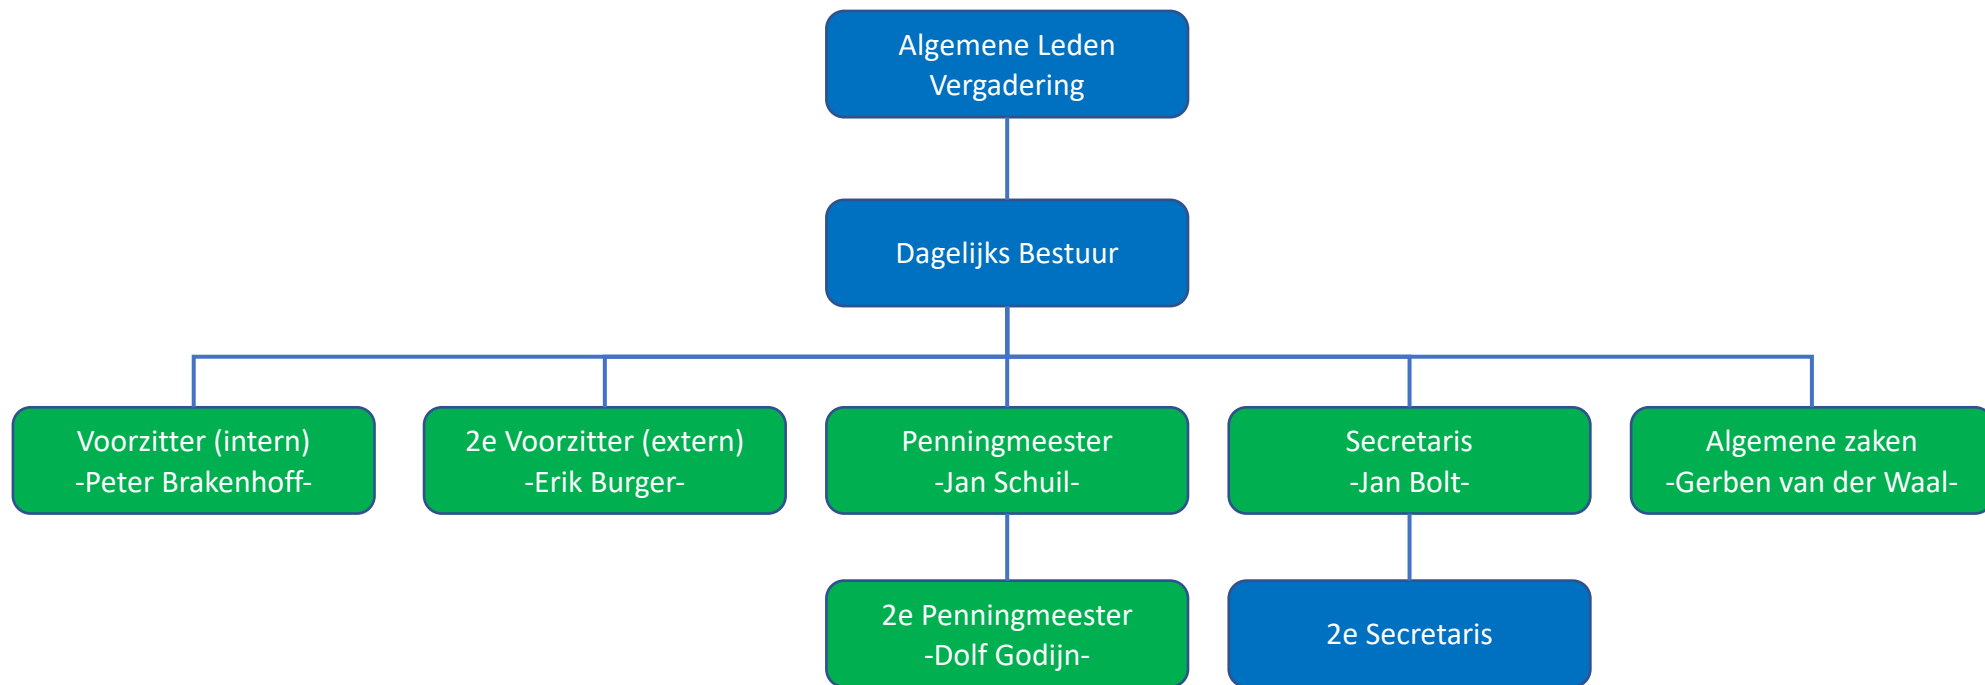 Algemene Leden
Vergadering
Dagelijks Bestuur
Voorzitter (intern)
-Peter Brakenhoff-
2e Voorzitter (extern)
-Erik Burger-
Penningmeester
-Jan Schuil-
Secretaris
-Jan Bolt-
Algemene zaken
-Gerben van der Waal-
2e Penningmeester
-Dolf Godijn-
2e Secretaris